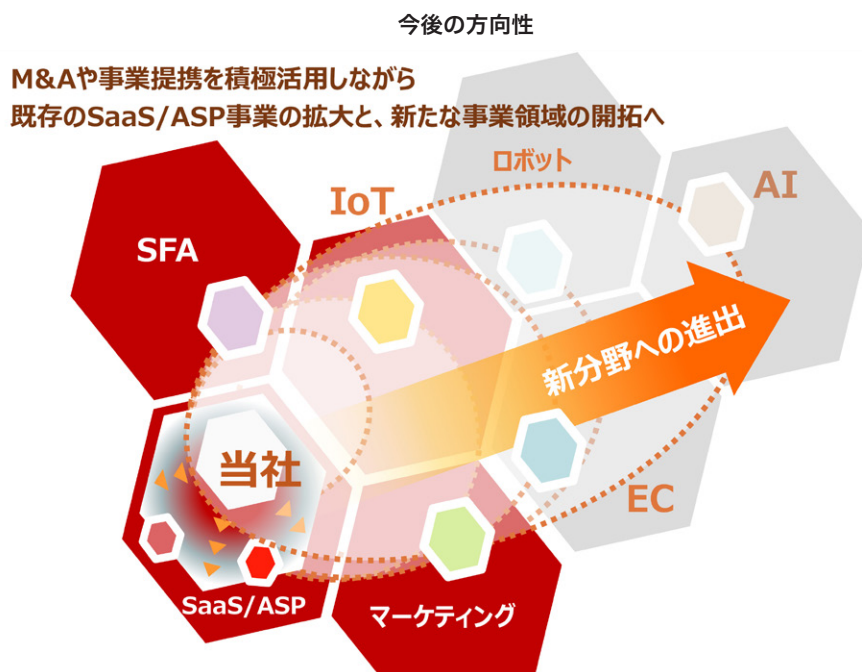 今後の方向性
M&Aや事業提携を積極活用しながら
既存のSaaS/ASP事業の拡大と、新たな事業領域の開拓へ
ロボット
AI
IoT
SFA
新分野への進出
当社
EC
SaaS/ASP
マーケティング